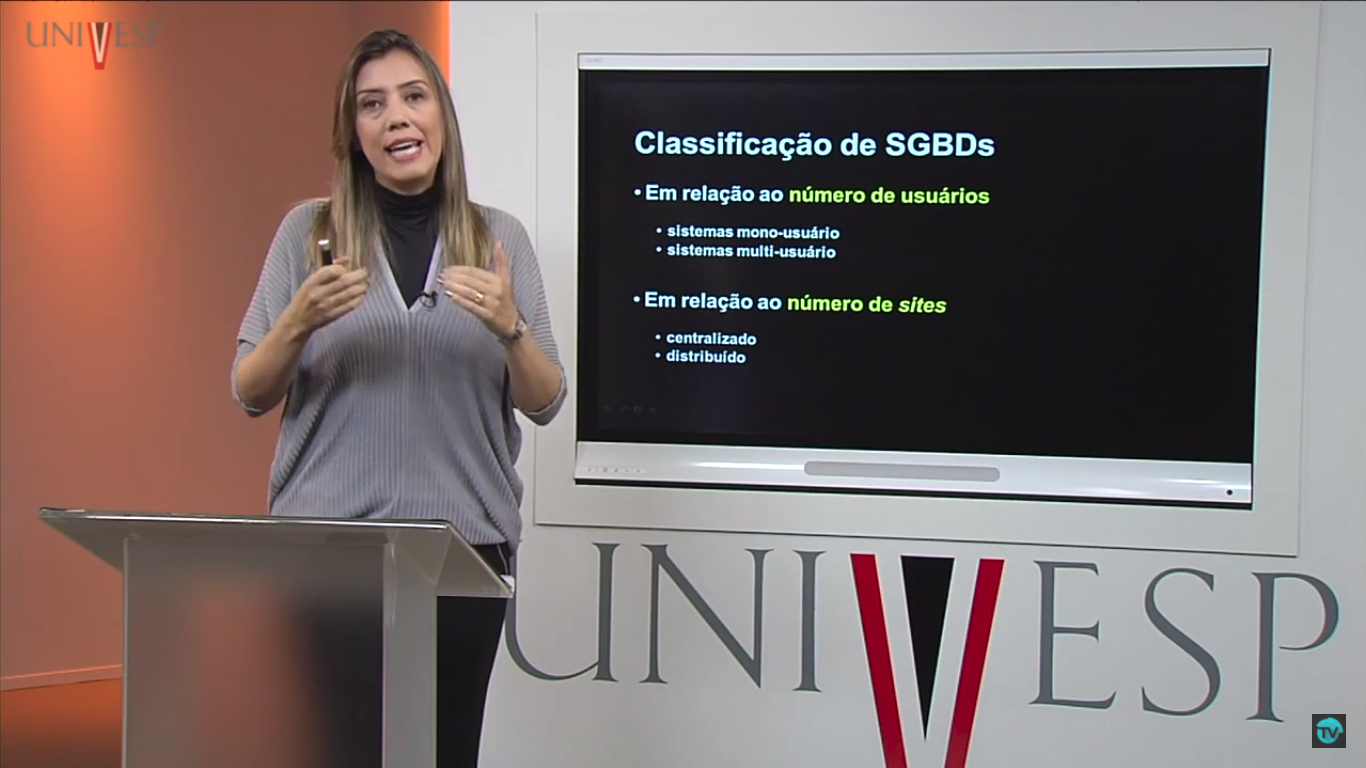 UNIVESP
Classificação de SGBDs
• Em relação ao número de usuários
• sistemas mono-usuário
• sistemas multi-usuário
• Em relação ao número de sites
• centralizado
• distribuído
UNIVESP
TV